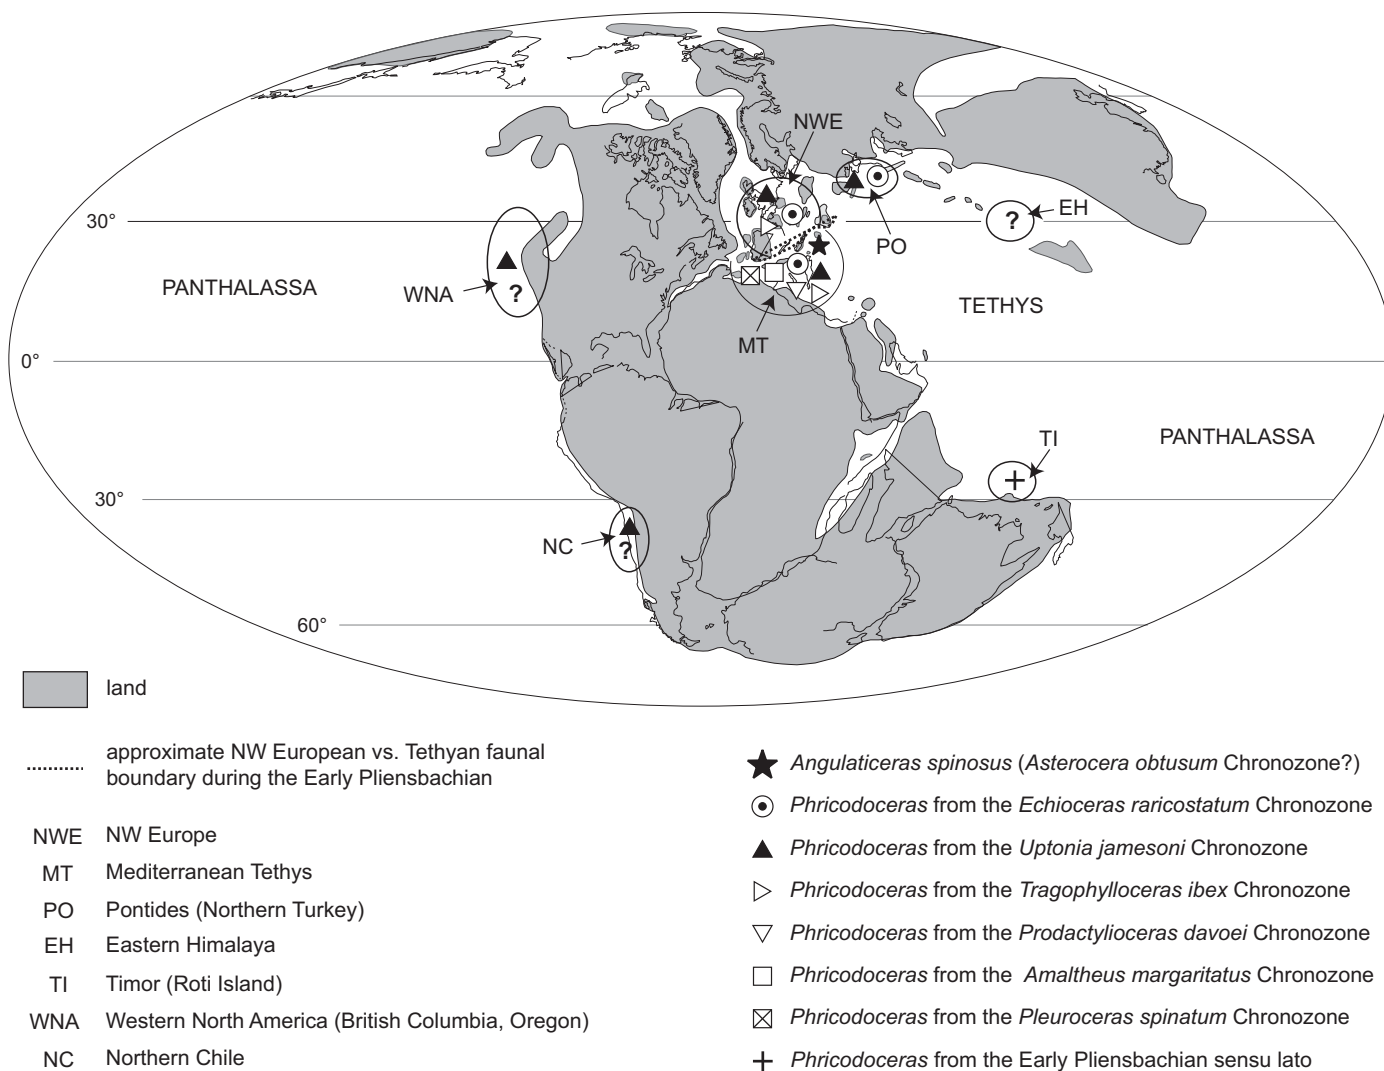 NWE
30°
?
EH
PO
PANTHALASSA
WNA
?
TETHYS
MT
0°
TI
PANTHALASSA
30°
NC
?
60°
land
approximate NW European vs. Tethyan faunal
boundary during the Early Pliensbachian
NWE NW Europe
MT Mediterranean Tethys
PO Pontides (Northern Turkey)
EH Eastern Himalaya
TI Timor (Roti Island)
WNA Western North America (British Columbia, Oregon)
NC Northern Chile
Angulaticeras spinosus (Asterocera obtusum Chronozone?)
Phricodoceras from the Echioceras raricostatum Chronozone
Phricodoceras from the Uptonia jamesoni Chronozone
Phricodoceras from the Tragophylloceras ibex Chronozone
Phricodoceras from the Prodactylioceras davoei Chronozone
Phricodoceras from the Amaltheus margaritatus Chronozone
Phricodoceras from the Pleuroceras spinatum Chronozone
Phricodoceras from the Early Pliensbachian sensu lato